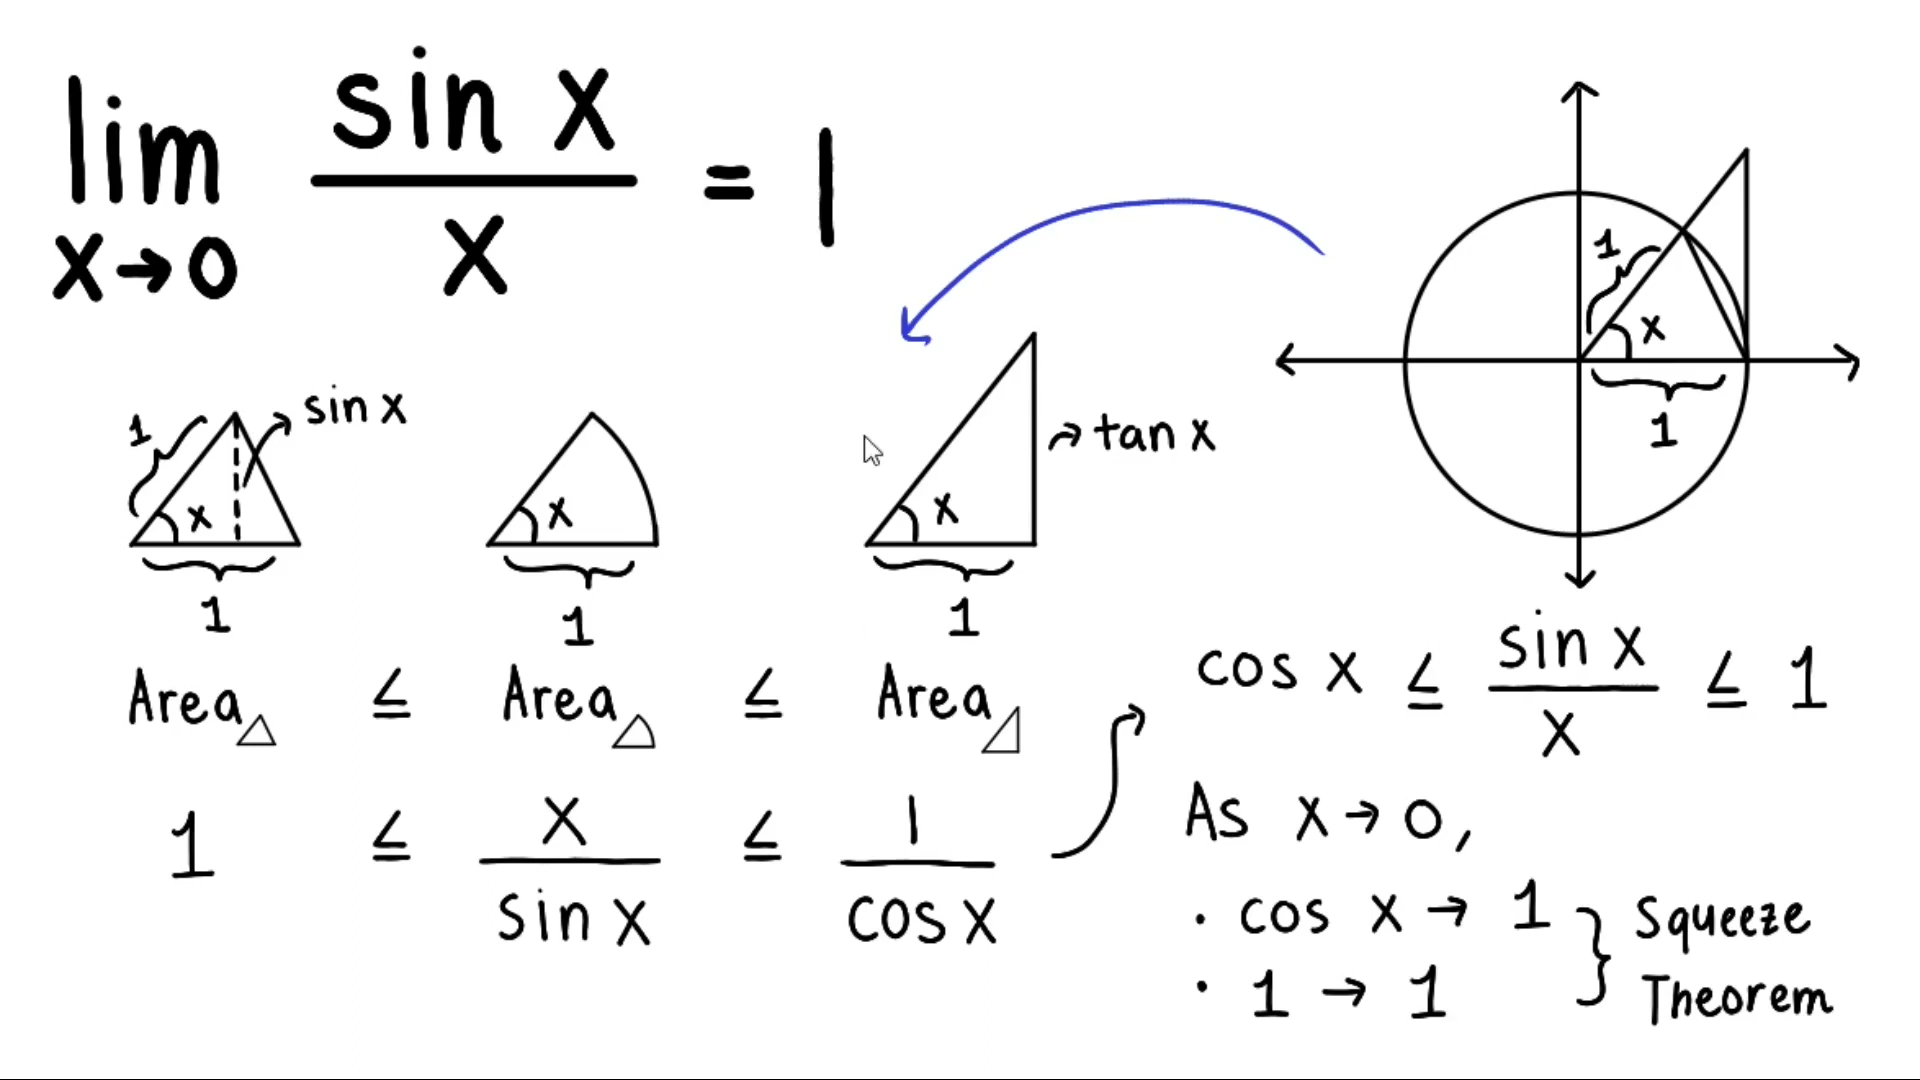 lim x→0 sin x / x = 1
1
x
1
sin x
1
x
1
x
1
tan x
1
x
1
Area△ ≤ Area ≤ Area
1 ≤ x / sin x ≤ 1 / cos x
cos x ≤ sin x / x ≤ 1
As x→0,
• cos x → 1
• 1 → 1
Squeeze
Theorem